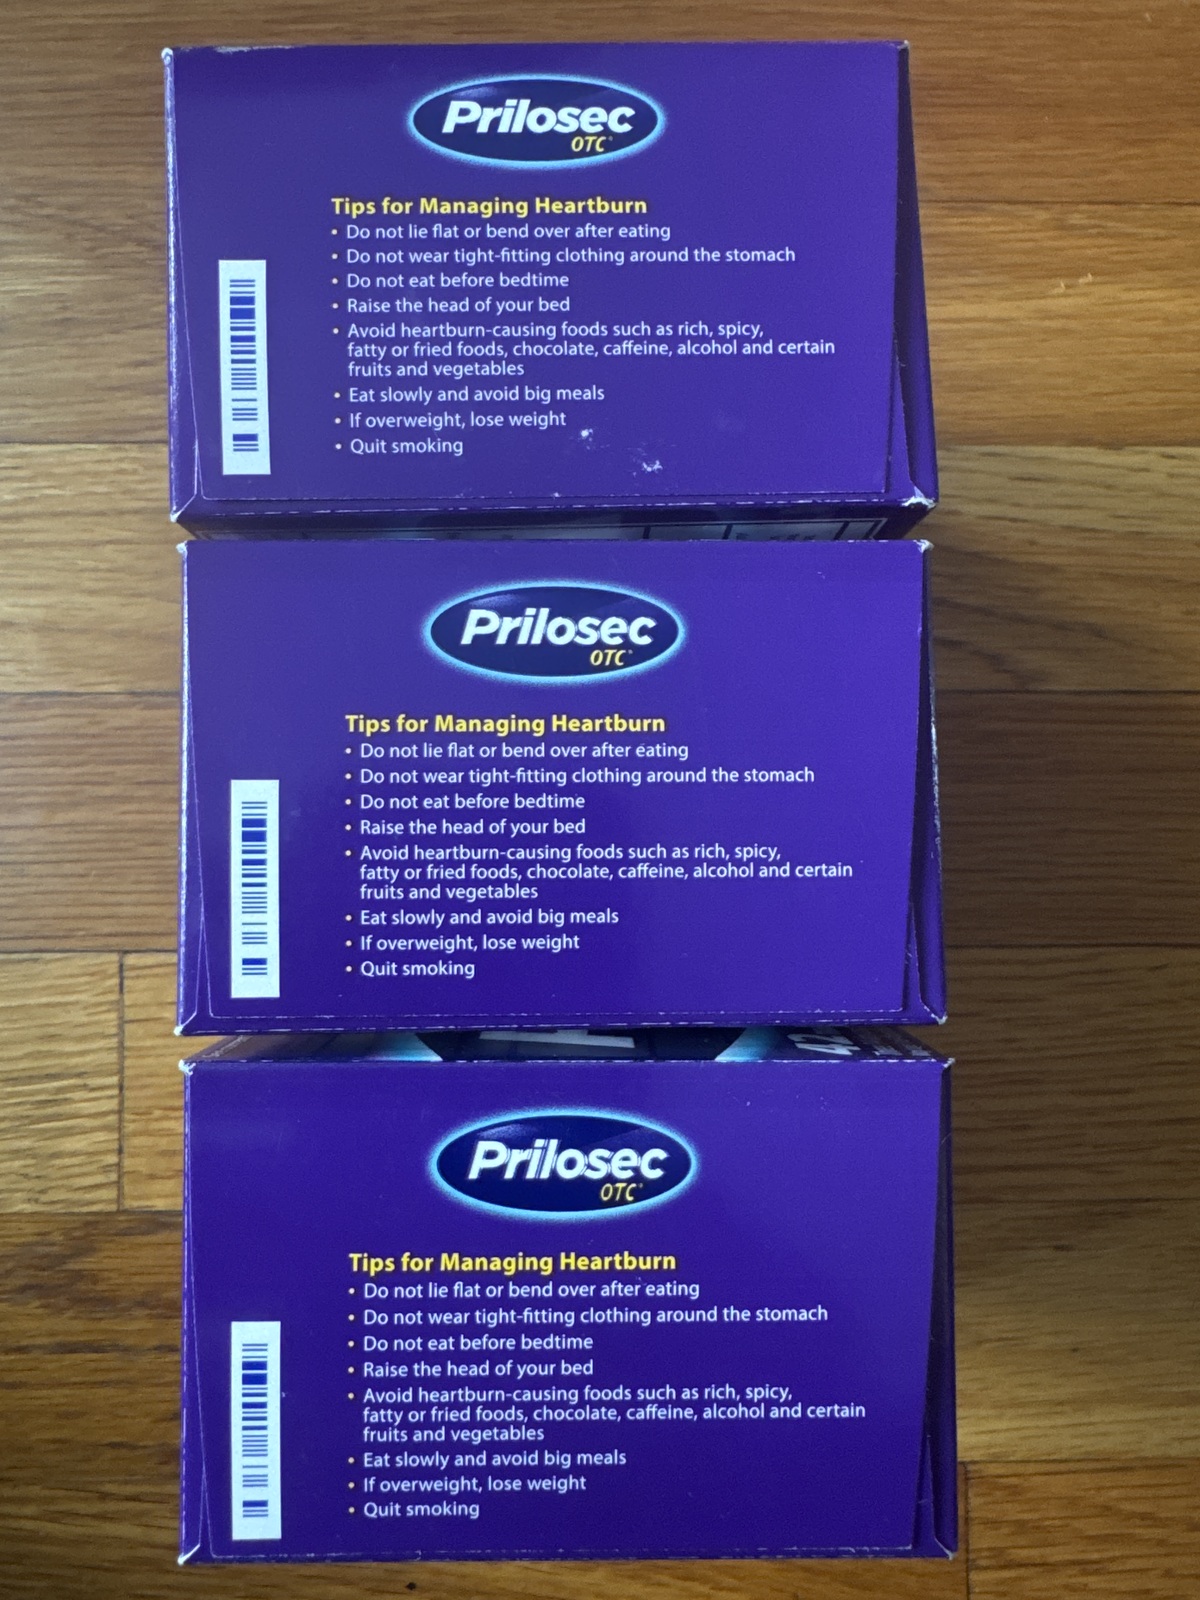 Prilosec
OTC
Tips for Managing Heartburn
• Do not lie flat or bend over after eating
• Do not wear tight-fitting clothing around the stomach
• Do not eat before bedtime
• Raise the head of your bed
• Avoid heartburn-causing foods such as rich, spicy,
fatty or fried foods, chocolate, caffeine, alcohol and certain
fruits and vegetables
• Eat slowly and avoid big meals
• If overweight, lose weight
• Quit smoking
Prilosec
OTC
Tips for Managing Heartburn
• Do not lie flat or bend over after eating
• Do not wear tight-fitting clothing around the stomach
• Do not eat before bedtime
• Raise the head of your bed
• Avoid heartburn-causing foods such as rich, spicy,
fatty or fried foods, chocolate, caffeine, alcohol and certain
fruits and vegetables
• Eat slowly and avoid big meals
• If overweight, lose weight
• Quit smoking
42
Prilosec
OTC
Tips for Managing Heartburn
• Do not lie flat or bend over after eating
• Do not wear tight-fitting clothing around the stomach
• Do not eat before bedtime
• Raise the head of your bed
• Avoid heartburn-causing foods such as rich, spicy,
fatty or fried foods, chocolate, caffeine, alcohol and certain
fruits and vegetables
• Eat slowly and avoid big meals
• If overweight, lose weight
• Quit smoking